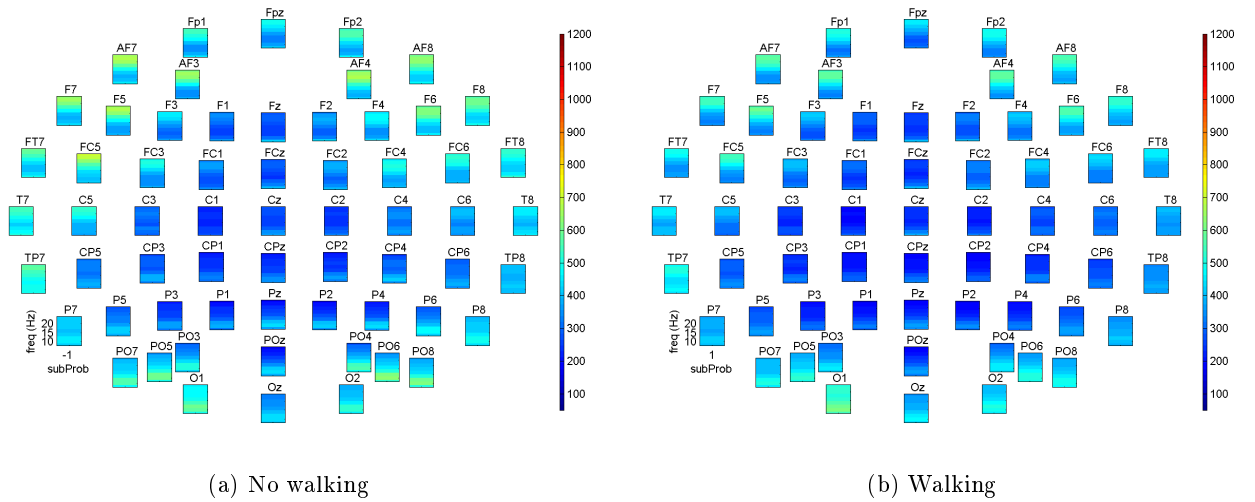 Fpz
Fp1 Fp2
AF7 AF8
AF3 AF4
F7 F8
F5 F3 F1 Fz F2 F4 F6
FT7 FC5 FC3 FC1 FCz FC2 FC4 FC6 FT8
T7 C5 C3 C1 Cz C2 C4 C6 T8
TP7 CP5 CP3 CP1 CPz CP2 CP4 CP6 TP8
P7 P5 P3 P1 Pz P2 P4 P6 P8
PO7 PO5 PO3 POz PO4 PO6 PO8
O1 Oz O2
freq (Hz)
20
15
10
-1
subProb
1200
1100
1000
900
800
700
600
500
400
300
200
100
(a) No walking
Fpz
Fp1 Fp2
AF7 AF8
AF3 AF4
F7 F8
F5 F3 F1 Fz F2 F4 F6
FT7 FC5 FC3 FC1 FCz FC2 FC4 FC6 FT8
T7 C5 C3 C1 Cz C2 C4 C6 T8
TP7 CP5 CP3 CP1 CPz CP2 CP4 CP6 TP8
P7 P5 P3 P1 Pz P2 P4 P6 P8
PO7 PO5 PO3 POz PO4 PO6 PO8
O1 Oz O2
freq (Hz)
20
15
10
1
subProb
1200
1100
1000
900
800
700
600
500
400
300
200
100
(b) Walking